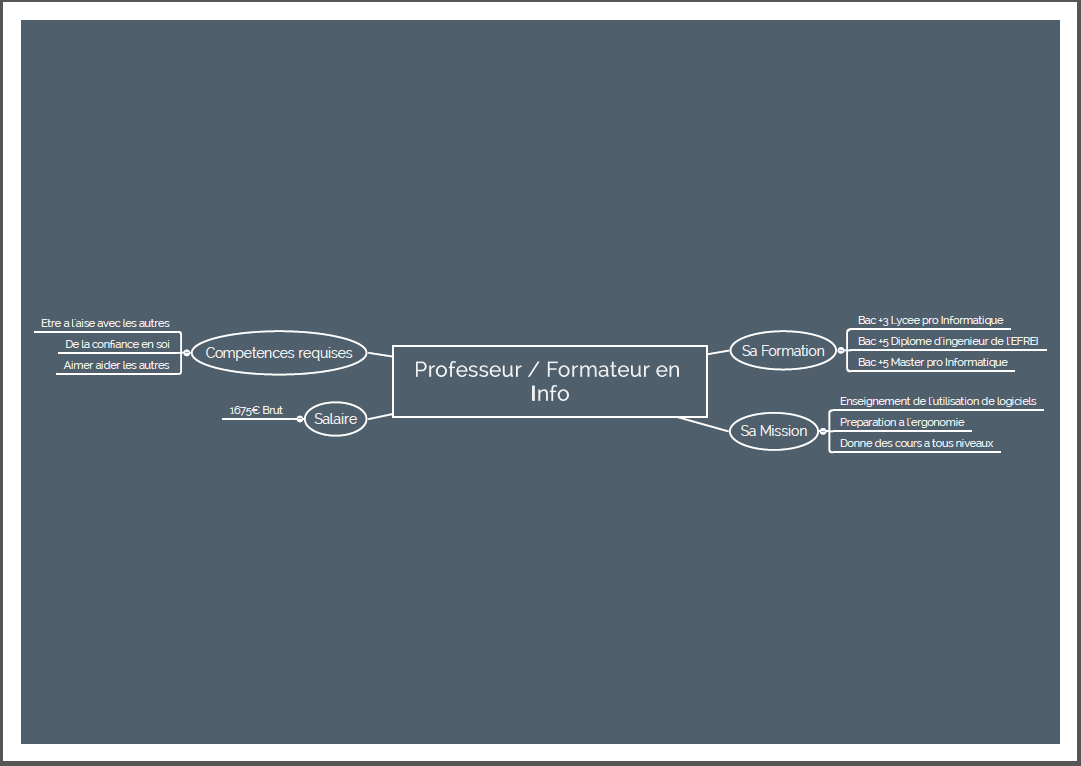 Professeur / Formateur en
Info
Competences requises
Etre a l'aise avec les autres
De la confiance en soi
Aimer aider les autres
Salaire
1675€ Brut
Sa Formation
Bac +3 Lycee pro Informatique
Bac +5 Diplome d'ingenieur de l'EFREI
Bac +5 Master pro Informatique
Sa Mission
Enseignement de l'utilisation de logiciels
Preparation a l'ergonomie
Donne des cours a tous niveaux